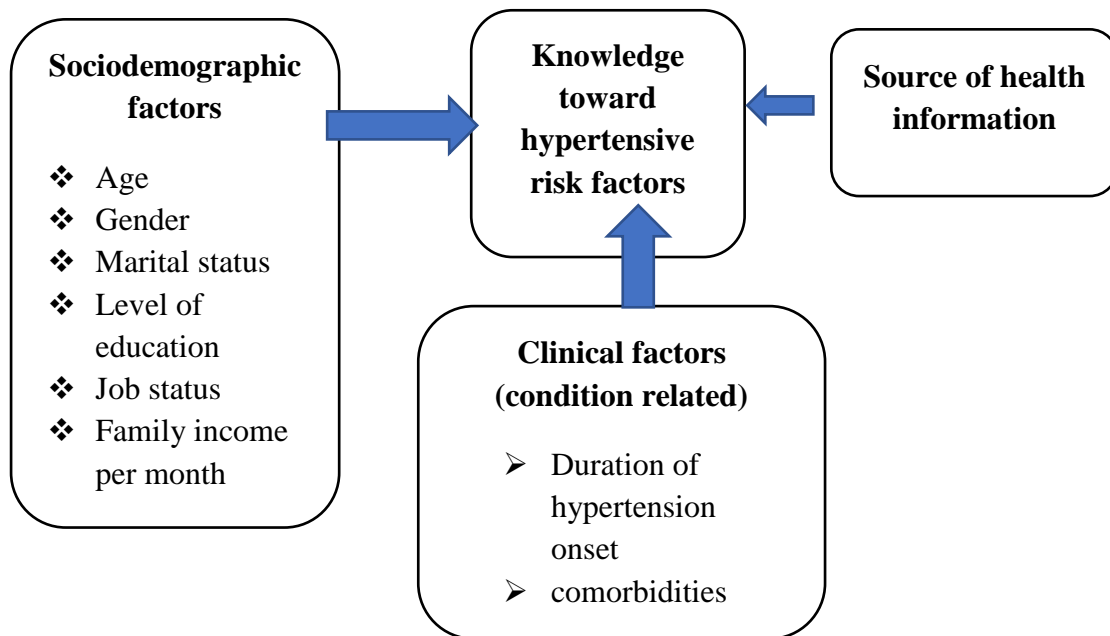 Sociodemographic
factors
❖ Age
❖ Gender
❖ Marital status
❖ Level of
education
❖ Job status
❖ Family income
per month
Knowledge
toward
hypertensive
risk factors
Source of health
information
Clinical factors
(condition related)
➢ Duration of
hypertension
onset
➢ comorbidities